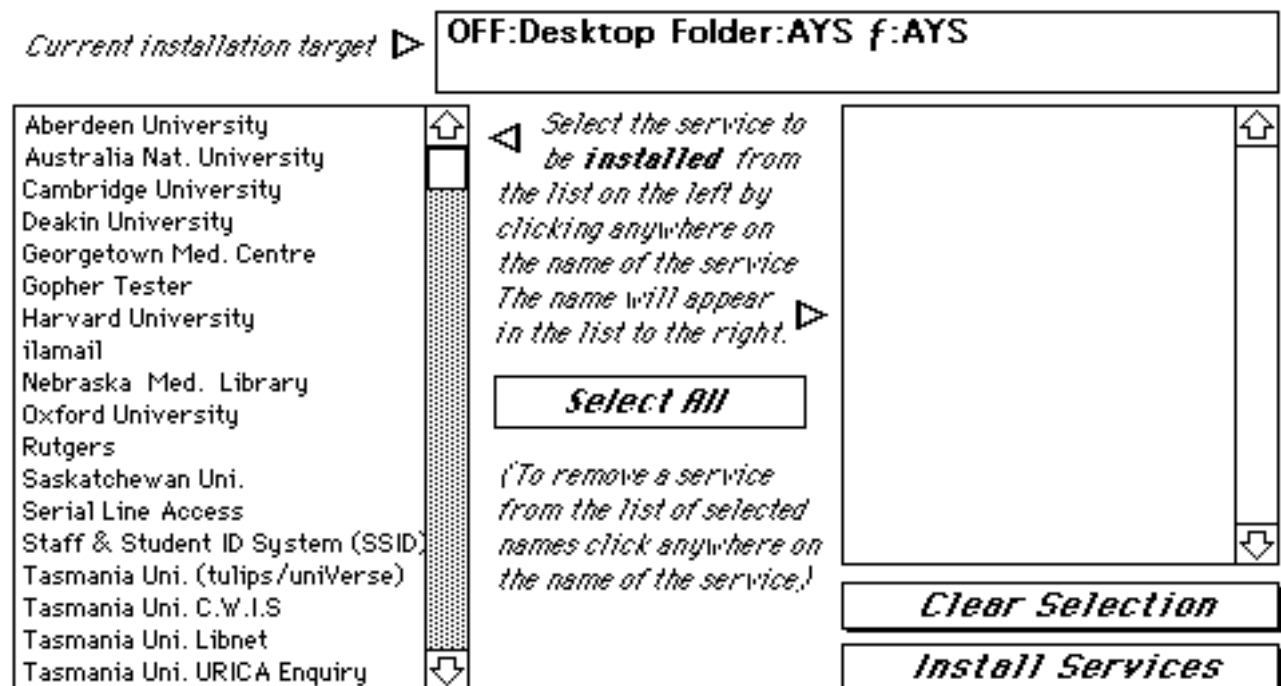 Current installation target
OFF:Desktop Folder:AYS ƒ:AYS
Aberdeen University
Australia Nat. University
Cambridge University
Deakin University
Georgetown Med. Centre
Gopher Tester
Harvard University
ilamail
Nebraska Med. Library
Oxford University
Rutgers
Saskatchewan Uni.
Serial Line Access
Staff & Student ID System (SSID)
Tasmania Uni. (tulips/uniVerse)
Tasmania Uni. C.W.I.S
Tasmania Uni. Libnet
Tasmania Uni. URICA Enquiry
Select the service to
be installed from
the list on the left by
clicking anywhere on
the name of the service
The name will appear
in the list to the right.
Select All
(To remove a service
from the list of selected
names click anywhere on
the name of the service.)
Clear Selection
Install Services